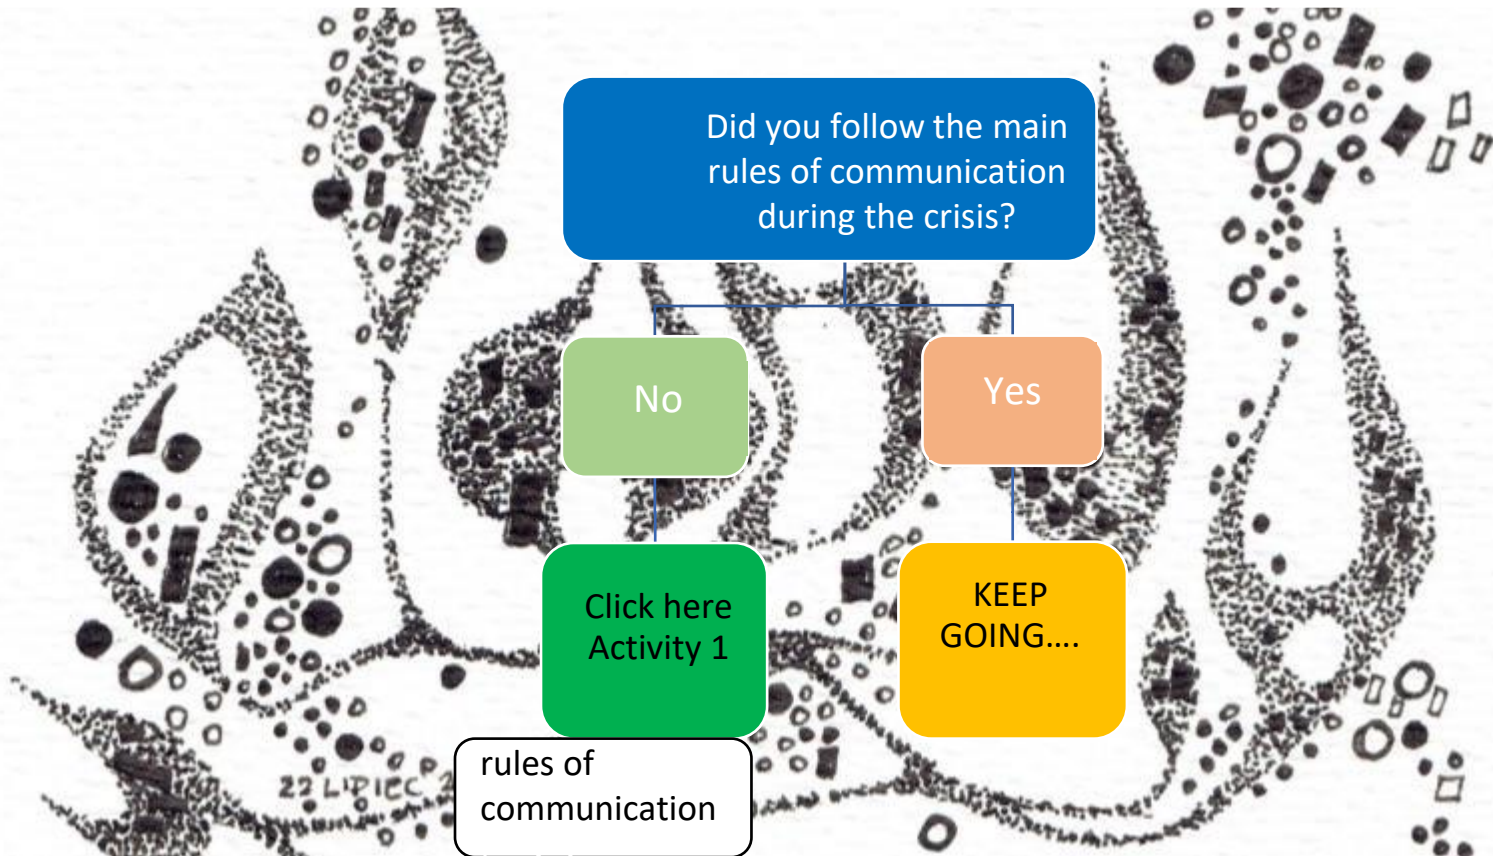 Did you follow the main
rules of communication
during the crisis?
No
Yes
Click here
Activity 1
KEEP
GOING....
rules of
communication
22 LIPIEC